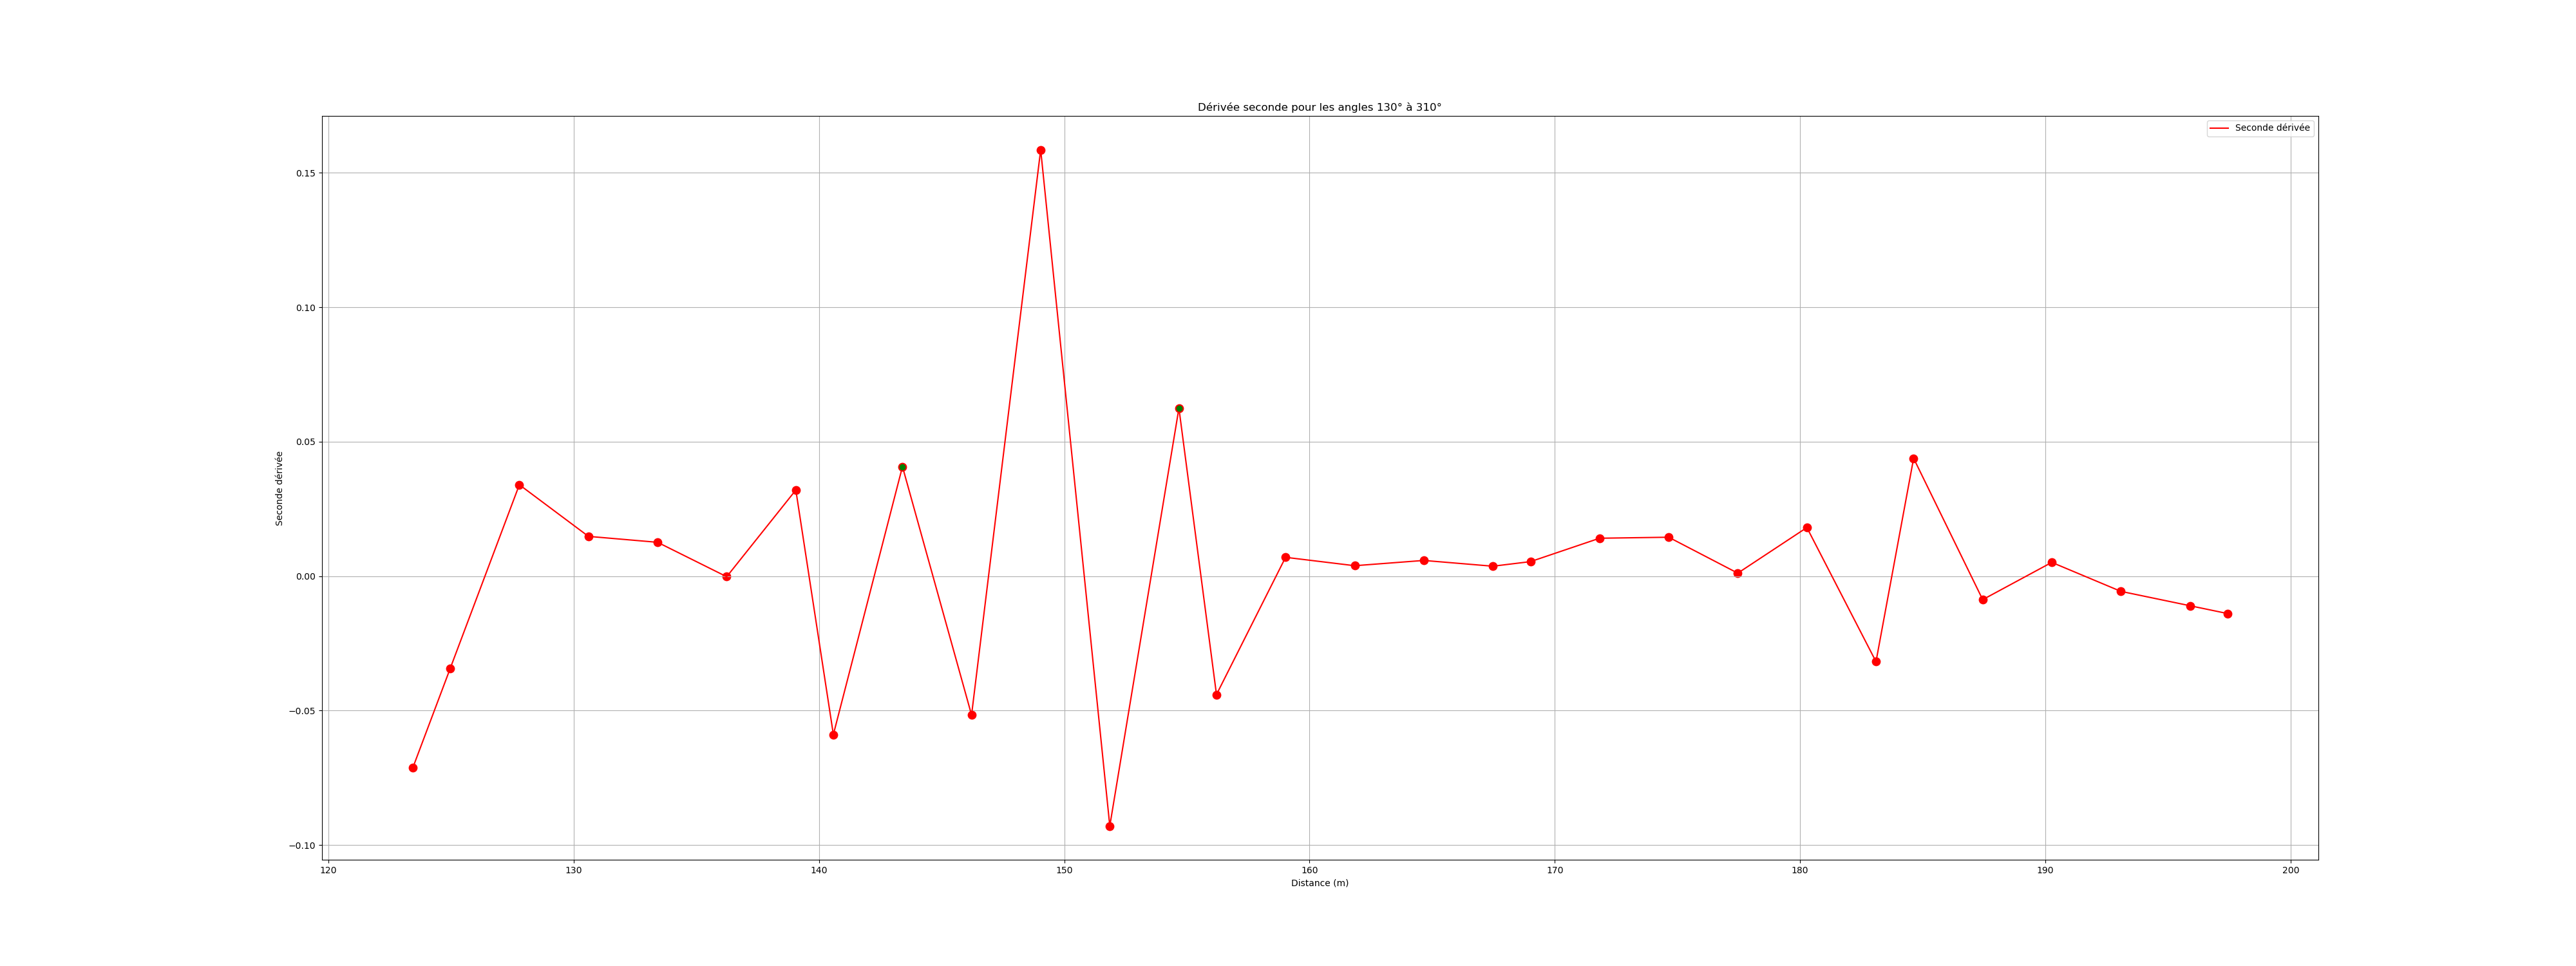 Dérivée seconde pour les angles 130° à 310°
Seconde dérivée
0.15
0.10
0.05
0.00
−0.05
−0.10
Seconde dérivée
120 130 140 150 160 170 180 190 200
Distance (m)